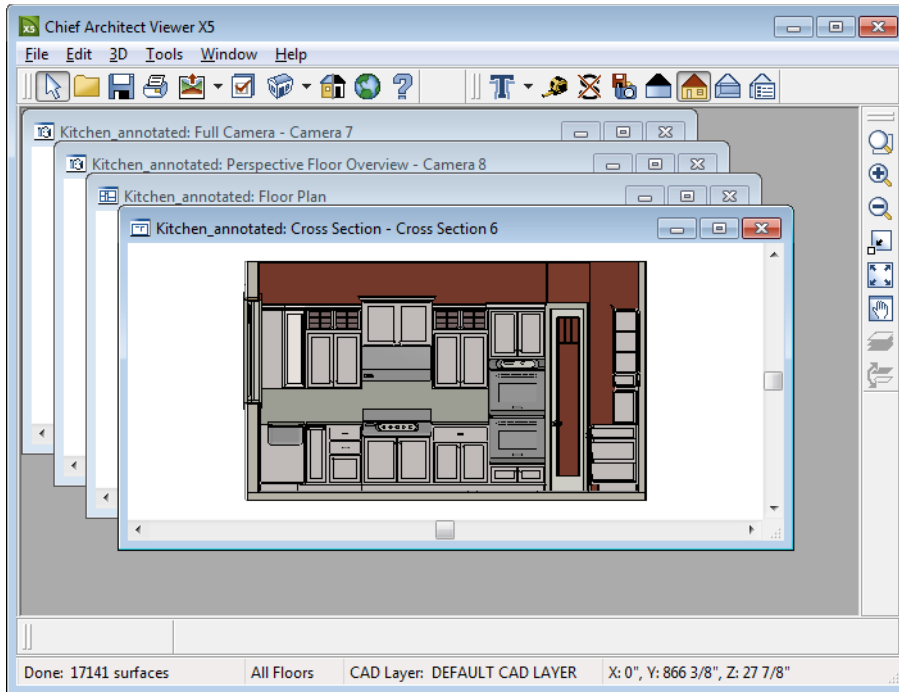 X5 Chief Architect Viewer X5
File Edit 3D Tools Window Help
Kitchen_annotated: Full Camera - Camera 7
Kitchen_annotated: Perspective Floor Overview - Camera 8
Kitchen_annotated: Floor Plan
Kitchen_annotated: Cross Section - Cross Section 6
Done: 17141 surfaces All Floors CAD Layer: DEFAULT CAD LAYER X: 0", Y: 866 3/8", Z: 27 7/8"